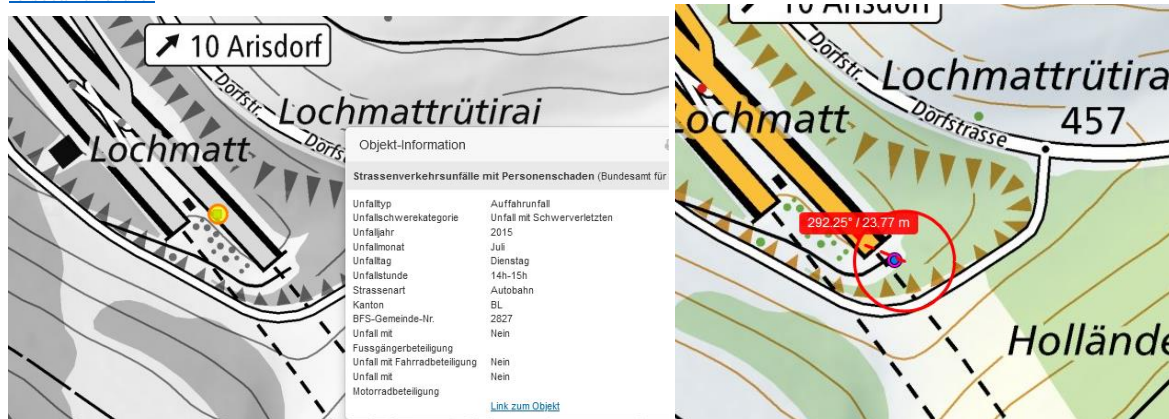 10 Arisdorf
Dorfstr.
Lochmattrütirai
Dorfs
Lochmatt
Objekt-Information
Strassenverkehrsunfälle mit Personenschaden (Bundesamt für
Unfalltyp Auffahrunfall
Unfallschwerekategorie Unfall mit Schwerverletzten
Unfalljahr 2015
Unfallmonat Juli
Unfalltag Dienstag
Unfallstunde 14h-15h
Strassenart Autobahn
Kanton BL
BFS-Gemeinde-Nr. 2827
Unfall mit Nein
Fussgängerbeteiligung
Unfall mit Fahrradbeteiligung Nein
Unfall mit Nein
Motorradbeteiligung
Link zum Objekt
10 Arisdorf
Dorfstr.
Lochmattrütira
Dorfstrasse
457
ochmatt
292.25° / 23.77 m
Hollände